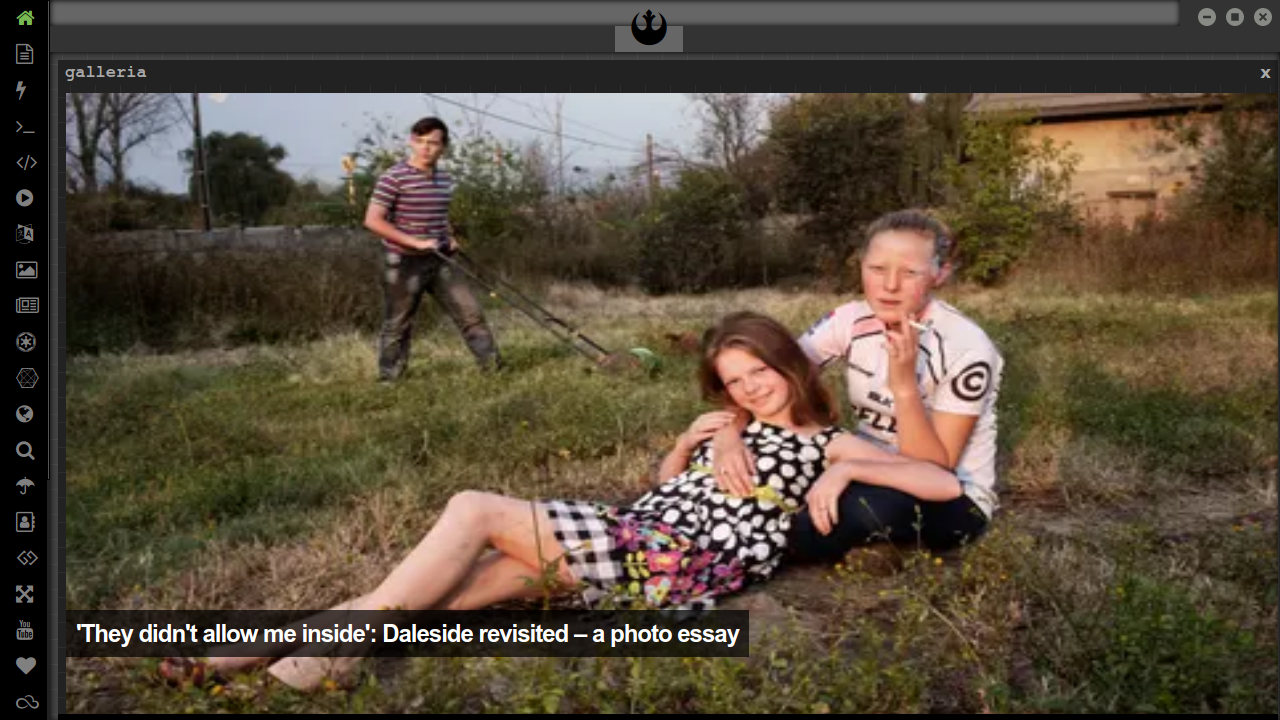 galleria
x
'They didn't allow me inside': Daleside revisited – a photo essay